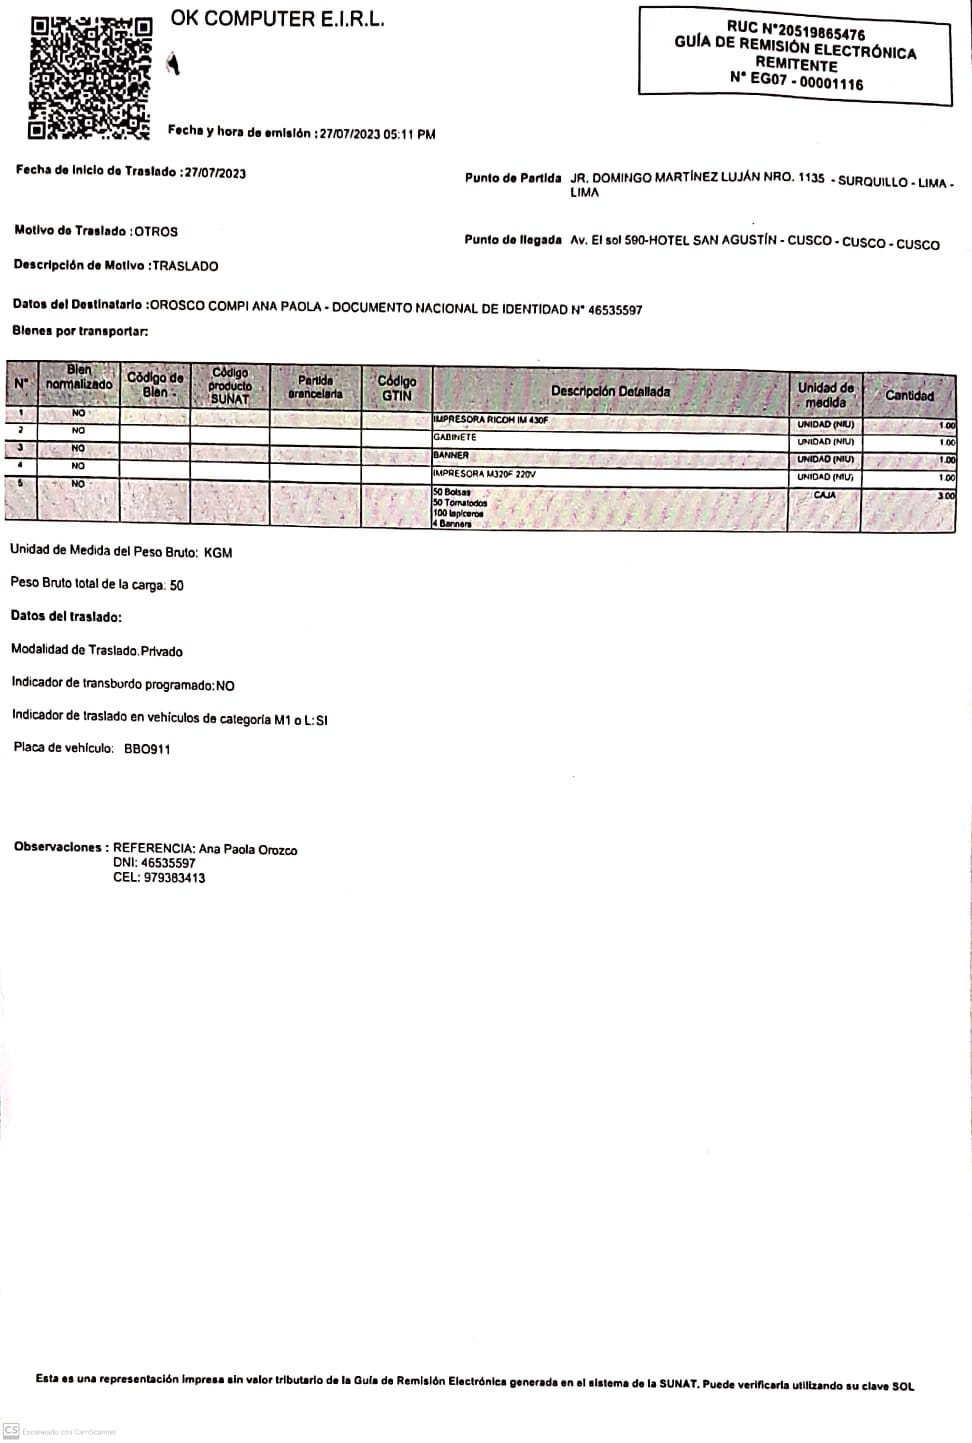 OK COMPUTER E.I.R.L.
RUC N°20519865476
GUÍA DE REMISIÓN ELECTRÓNICA
REMITENTE
N° EG07 - 00001116
Fecha y hora de emisión :27/07/2023 05:11 PM
Fecha de Inicio de Traslado :27/07/2023
Punto de Partida JR. DOMINGO MARTÍNEZ LUJÁN NRO. 1135 - SURQUILLO - LIMA -
LIMA
Motivo de Traslado :OTROS
Punto de llegada Av. El sol 590-HOTEL SAN AGUSTÍN - CUSCO - CUSCO - CUSCO
Descripción de Motivo :TRASLADO
Datos del Destinatario :OROSCO COMPI ANA PAOLA - DOCUMENTO NACIONAL DE IDENTIDAD N° 46535597
Bienes por transportar:
N° Bien normalizado Código de Bien Código producto SUNAT Partida arancelaria Código GTIN Descripción Detallada Unidad de medida Cantidad
1 NO IMPRESORA RICOH IM 430F UNIDAD (NIU) 1.00
2 NO GABINETE UNIDAD (NIU) 1.00
3 NO BANNER UNIDAD (NIU) 1.00
4 NO IMPRESORA M320F 220V UNIDAD (NIU) 1.00
5 NO 50 Bolsas CAJA 3.00
50 Tomatodos
100 lapiceros
4 Banners
Unidad de Medida del Peso Bruto: KGM
Peso Bruto total de la carga: 50
Datos del traslado:
Modalidad de Traslado:Privado
Indicador de transbordo programado:NO
Indicador de traslado en vehículos de categoría M1 o L:SI
Placa de vehículo: BBO911
Observaciones : REFERENCIA: Ana Paola Orozco
DNI: 46535597
CEL: 979383413
Esta es una representación impresa sin valor tributario de la Guía de Remisión Electrónica generada en el sistema de la SUNAT. Puede verificarla utilizando su clave SOL
CS Escaneado con CamScanner